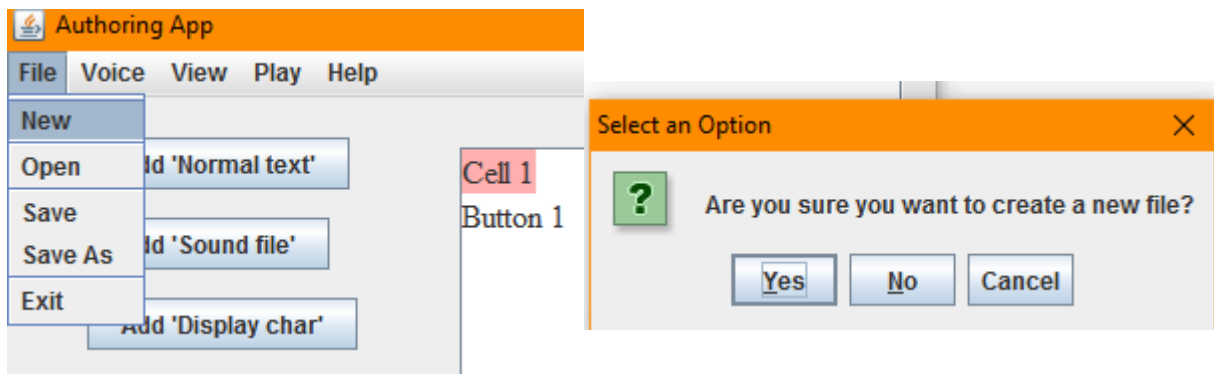 Authoring App
File Voice View Play Help
New
Open
Save
Save As
Exit
dd 'Normal text'
dd 'Sound file'
Add 'Display char'
Cell 1
Button 1
Select an Option
?
Are you sure you want to create a new file?
Yes No Cancel